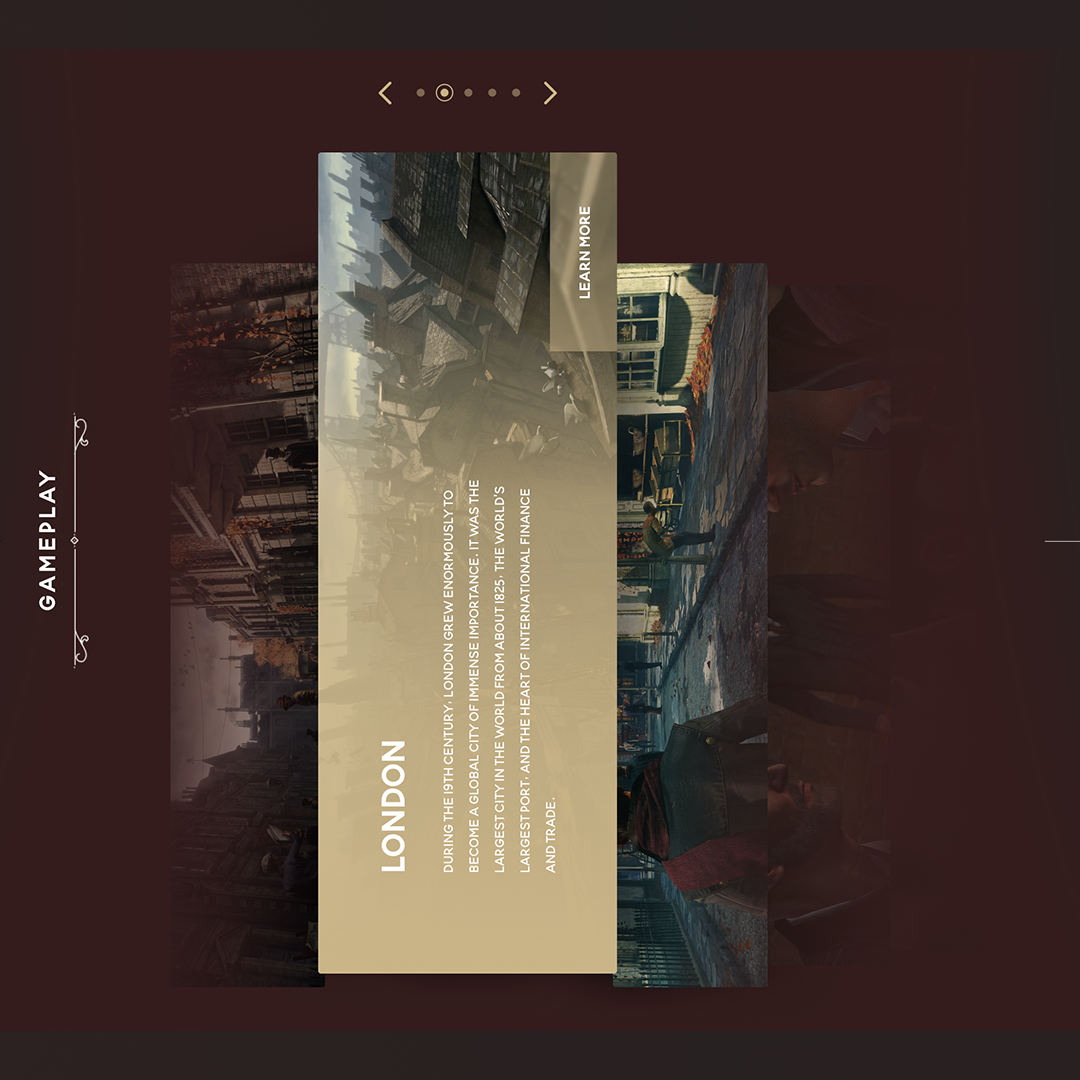 GAMEPLAY
LONDON
DURING THE 19TH CENTURY, LONDON GREW ENORMOUSLY TO
BECOME A GLOBAL CITY OF IMMENSE IMPORTANCE. IT WAS THE
LARGEST CITY IN THE WORLD FROM ABOUT 1825, THE WORLD'S
LARGEST PORT, AND THE HEART OF INTERNATIONAL FINANCE
AND TRADE.
LEARN MORE